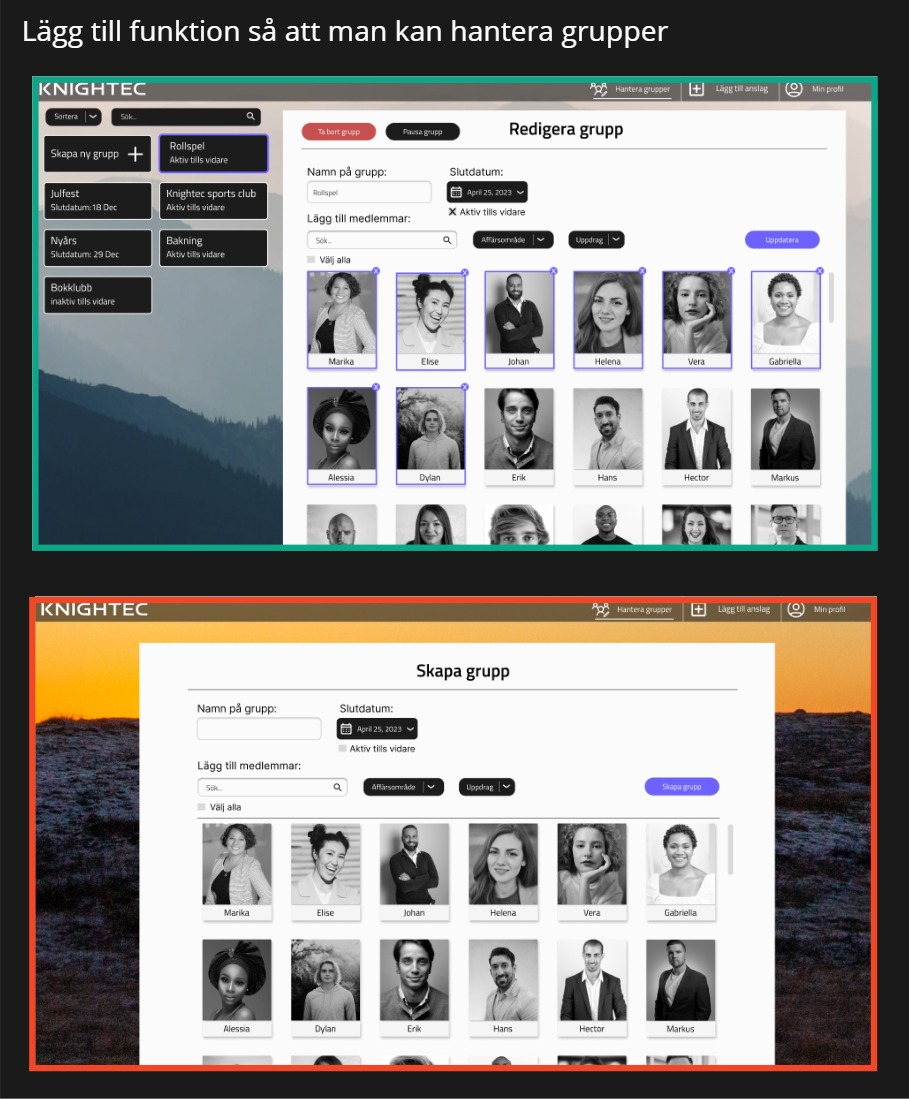 Lägg till funktion så att man kan hantera grupper
KNIGHTEC
Hantera grupper
Lägg till anslag
Min profil
Sortera
Sök..
Skapa ny grupp
Rollspel
Aktiv tills vidare
Julfest
Slutdatum:18 Dec
Knightec sports club
Aktiv tills vidare
Nyårs
Slutdatum: 29 Dec
Bakning
Aktiv tills vidare
Bokklubb
inaktiv tills vidare
Ta bort grupp
Pausa grupp
Redigera grupp
Namn på grupp:
Slutdatum:
Rollspel
April 25, 2023
X Aktiv tills vidare
Lägg till medlemmar:
Sök..
Affärsområde
Uppdrag
Uppdatera
Välj alla
Marika
Elise
Johan
Helena
Vera
Gabriella
Alessia
Dylan
Erik
Hans
Hector
Markus
KNIGHTEC
Hantera grupper
Lägg till anslag
Min profil
Skapa grupp
Namn på grupp:
Slutdatum:
April 25, 2023
Aktiv tills vidare
Lägg till medlemmar:
Sök..
Affärsområde
Uppdrag
Skapa grupp
Välj alla
Marika
Elise
Johan
Helena
Vera
Gabriella
Alessia
Dylan
Erik
Hans
Hector
Markus